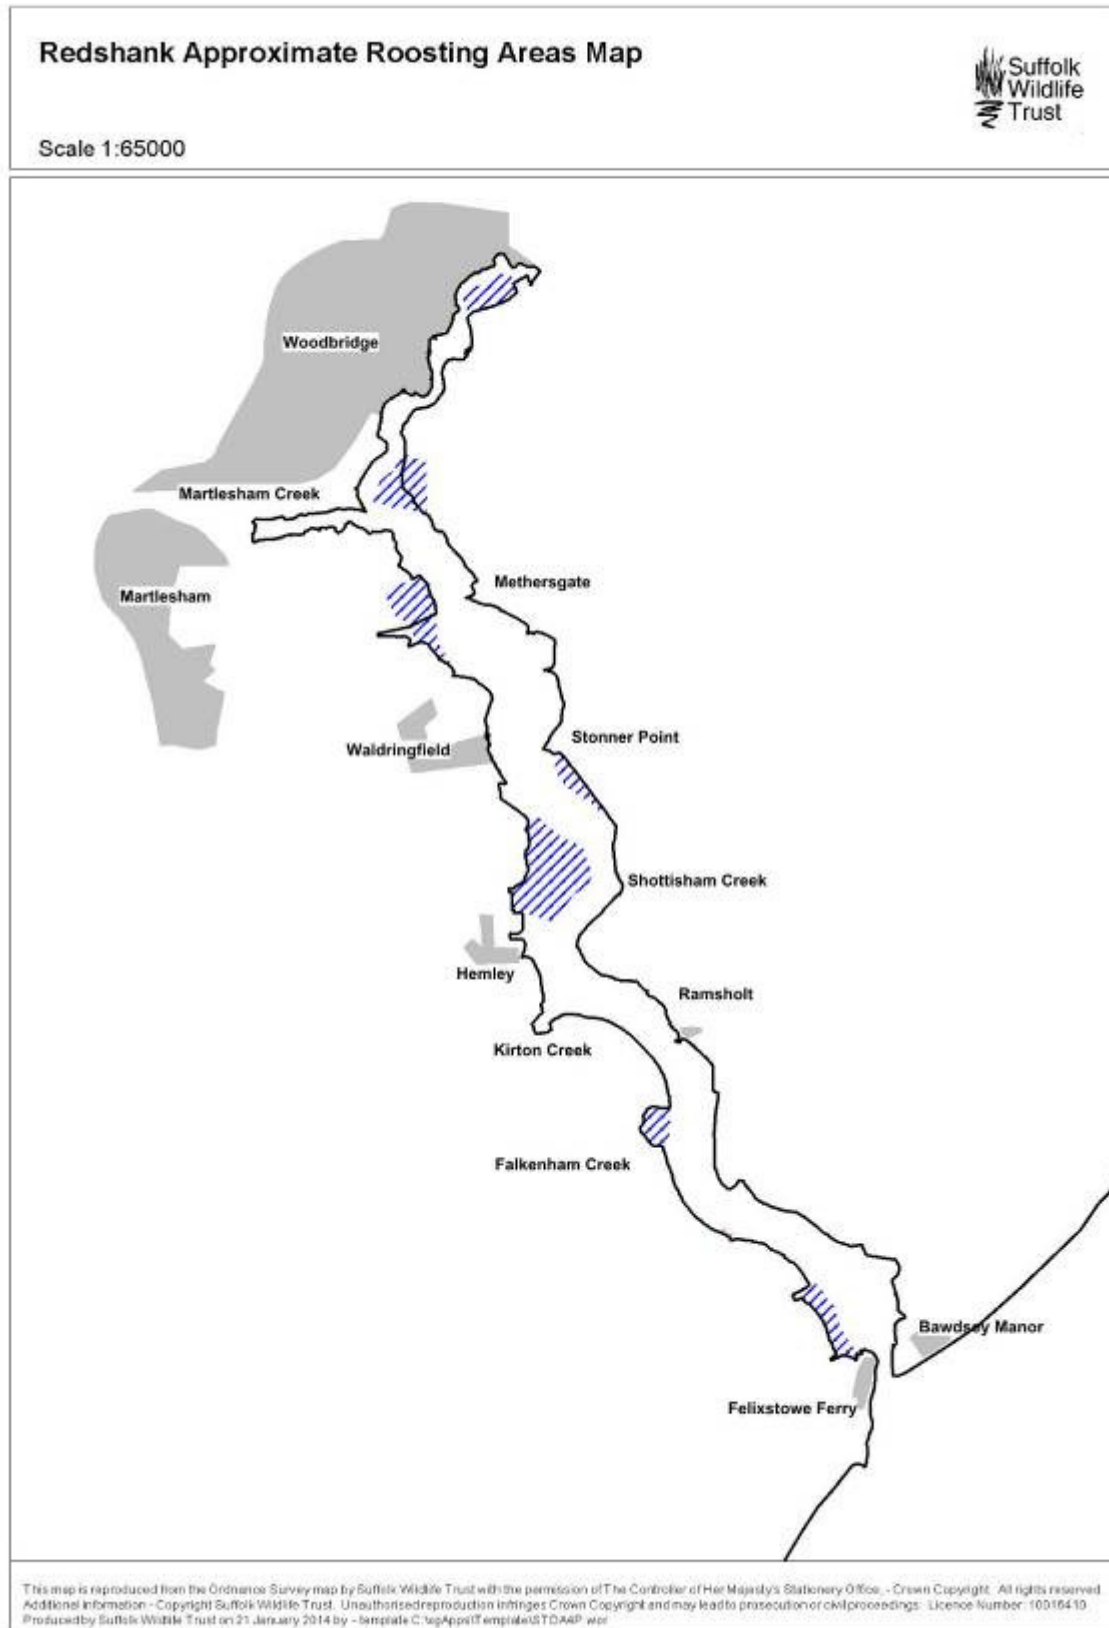 Redshank Approximate Roosting Areas Map
Suffolk
Wildlife
Trust
Scale 1:65000
Woodbridge
Martlesham Creek
Methersgate
Martlesham
Stonner Point
Waldringfield
Shottisham Creek
Hemley
Ramsholt
Kirton Creek
Falkenham Creek
Bawdsey Manor
Felixstowe Ferry
This map is reproduced from the Ordnance Survey map by Suffolk Wildlife Trust with the permission of The Controller of Her Majesty's Stationery Office, - Crown Copyright. All rights reserved
Additional Information - Copyright Suffolk Wildlife Trust. Unauthorised reproduction infringes Crown Copyright and may lead to prosecution or civil proceedings. Licence Number: 10016410
Produced by Suffolk Wildlife Trust on 21 January 2014 by - template